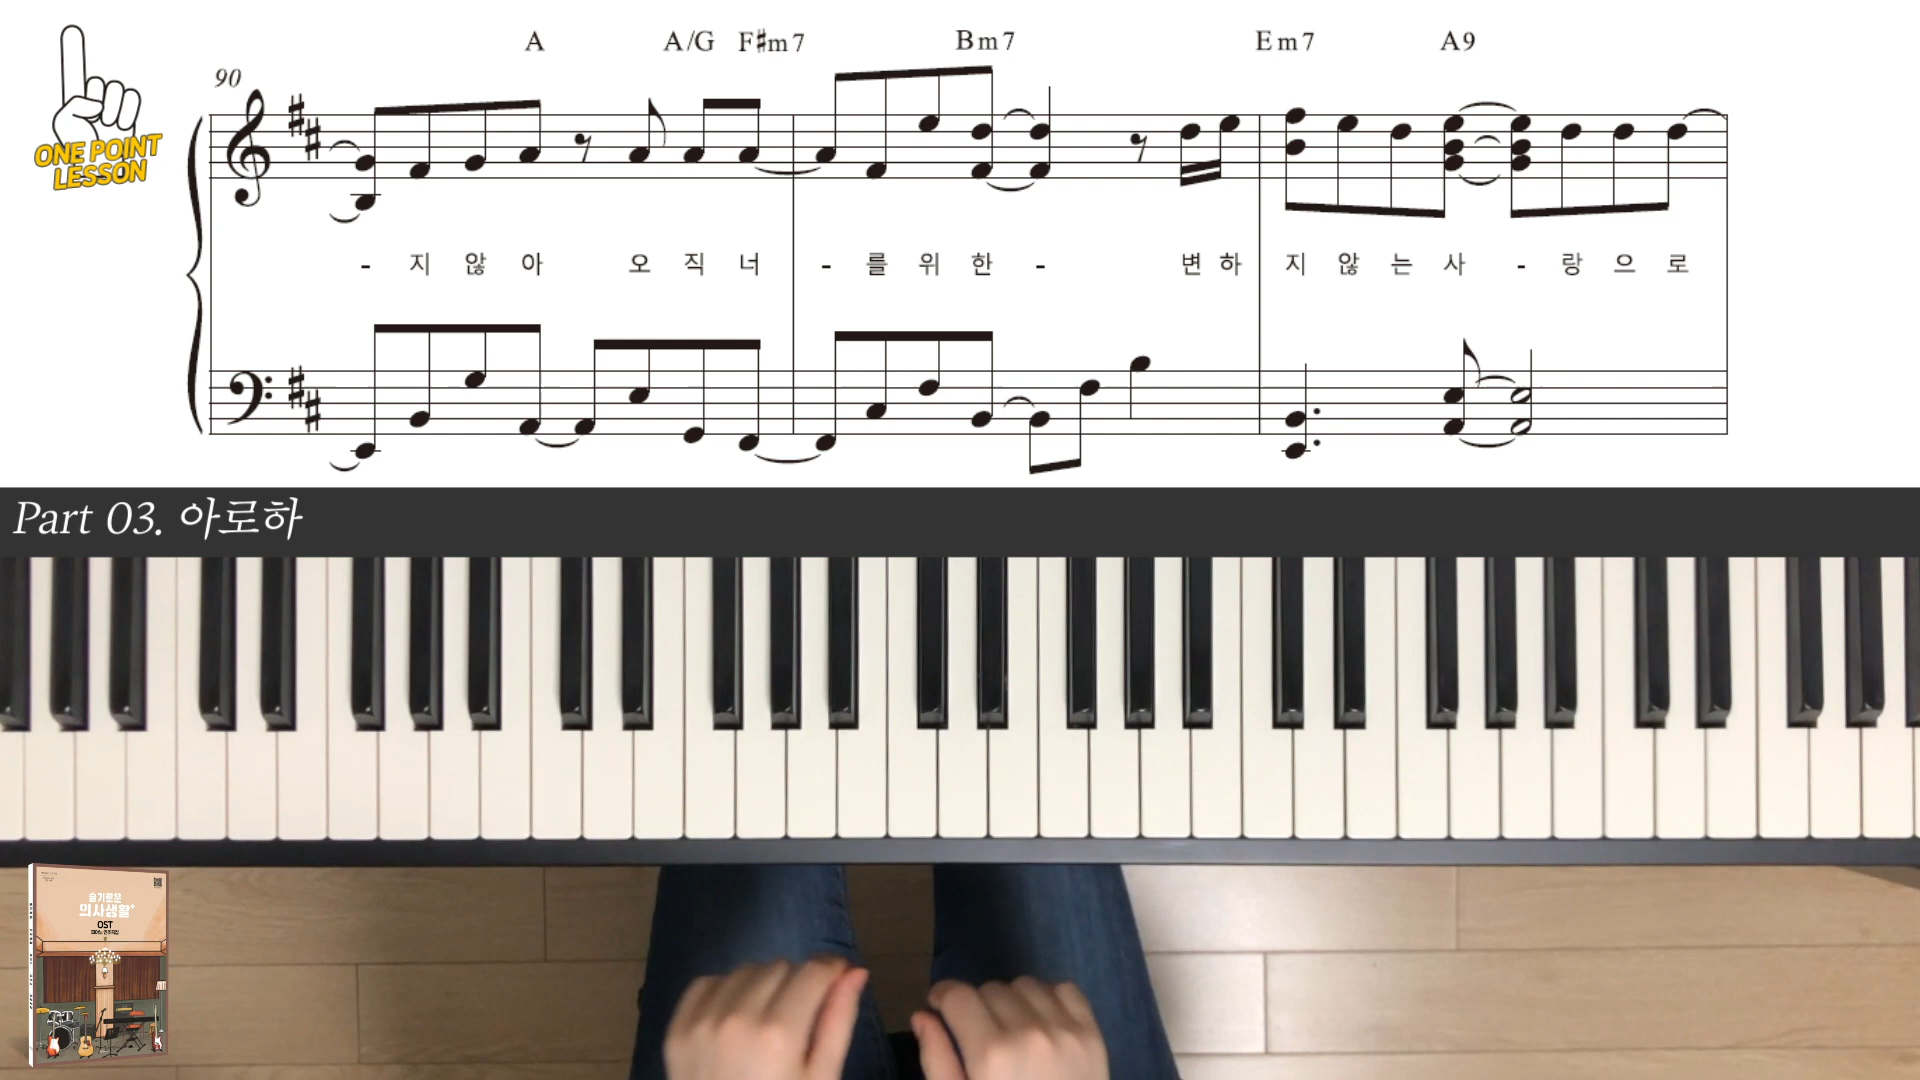 A A/G F#m7 Bm7 Em7 A9
90
ONE POINT
LESSON
- 지 않 아 오 직 너 - 를 위 한 - 변 하 지 않 는 사 - 랑 으 로
Part 03. 아로하
슬기로운
의사생활+
OST